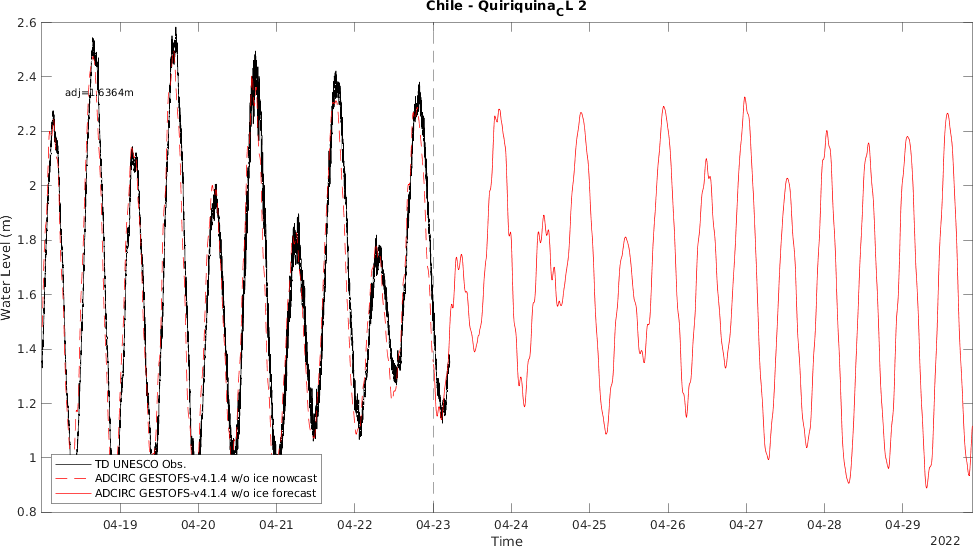 Chile - Quiriquina_CL 2
2.6
2.4
adj=1.6364m
2.2
2
1.8
1.6
1.4
1.2
1
0.8
Water Level (m)
TD UNESCO Obs.
ADCIRC GESTOFS-v4.1.4 w/o ice nowcast
ADCIRC GESTOFS-v4.1.4 w/o ice forecast
04-19 04-20 04-21 04-22 04-23 04-24 04-25 04-26 04-27 04-28 04-29
Time
2022